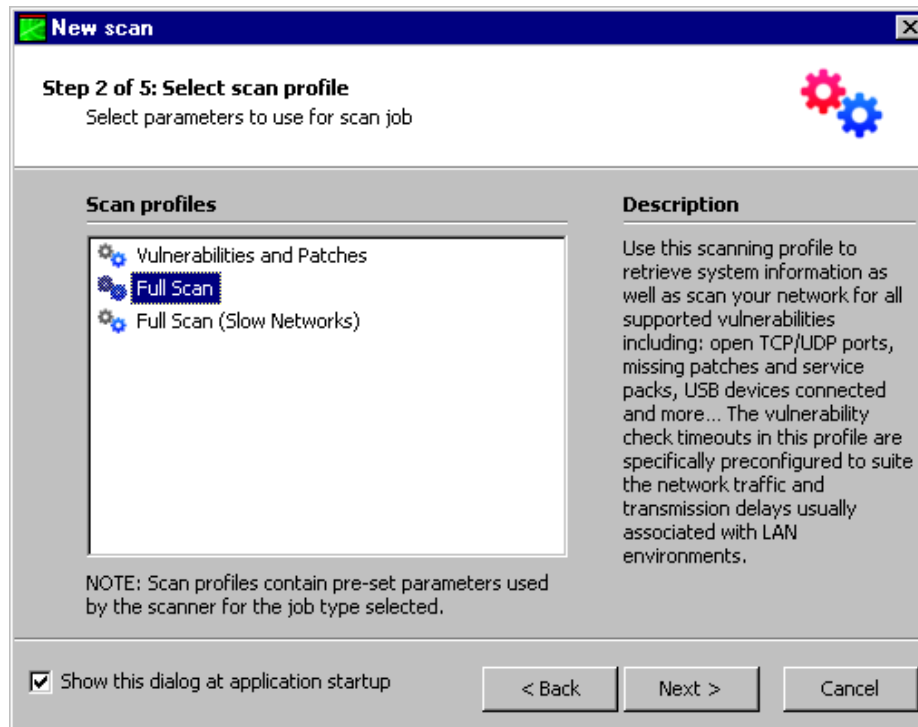 New scan
Step 2 of 5: Select scan profile
Select parameters to use for scan job
Scan profiles
Vulnerabilities and Patches
Full Scan
Full Scan (Slow Networks)
NOTE: Scan profiles contain pre-set parameters used
by the scanner for the job type selected.
Description
Use this scanning profile to
retrieve system information as
well as scan your network for all
supported vulnerabilities
including: open TCP/UDP ports,
missing patches and service
packs, USB devices connected
and more... The vulnerability
check timeouts in this profile are
specifically preconfigured to suite
the network traffic and
transmission delays usually
associated with LAN
environments.
Show this dialog at application startup
< Back
Next >
Cancel